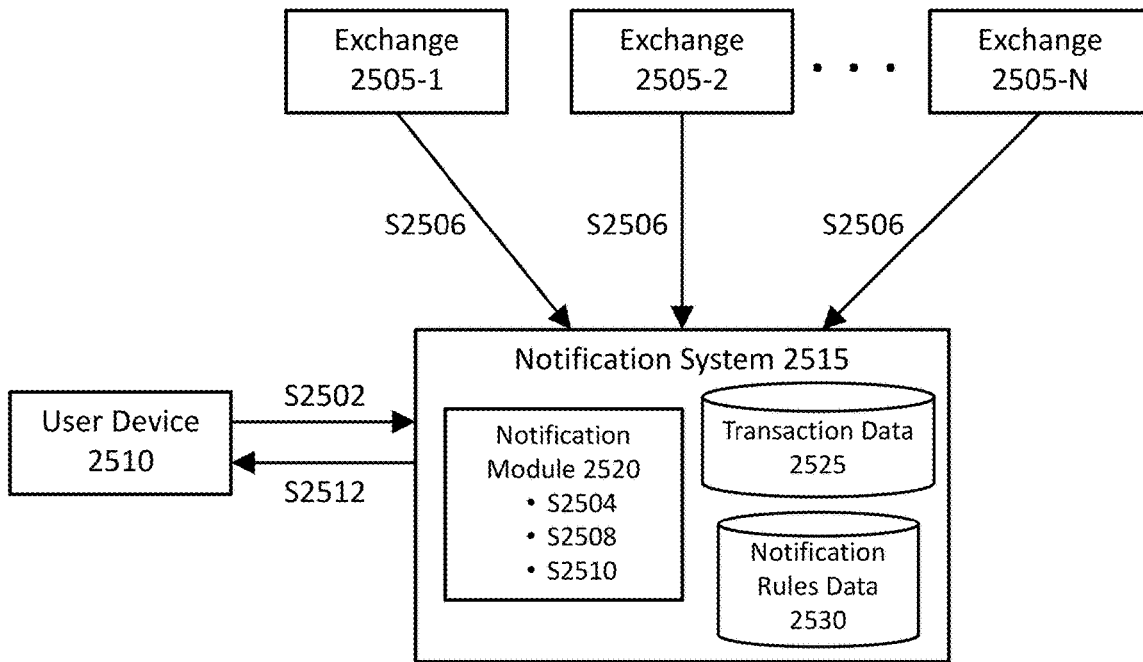 Exchange
2505-1
Exchange
2505-2
. . .
Exchange
2505-N
S2506
S2506
S2506
Notification System 2515
S2502
User Device
2510
S2512
Notification
Module 2520
• S2504
• S2508
• S2510
Transaction Data
2525
Notification
Rules Data
2530